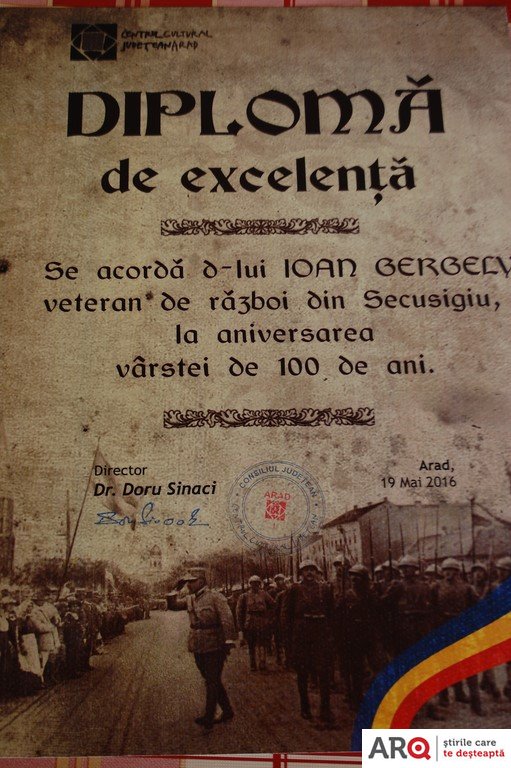 CENTRUL CULTURAL
JUDEȚEAN ARAD
DIPLOMĂ
de excelență
Se acordă d-lui IOAN GERGELY
veteran de război din Secusigiu,
la aniversarea
vârstei de 100 de ani.
Director
Dr. Doru Sinaci
Arad,
19 Mai 2016
CONSILIUL JUDEȚEAN
ARAD
ARQ
știrile care
te deșteaptă